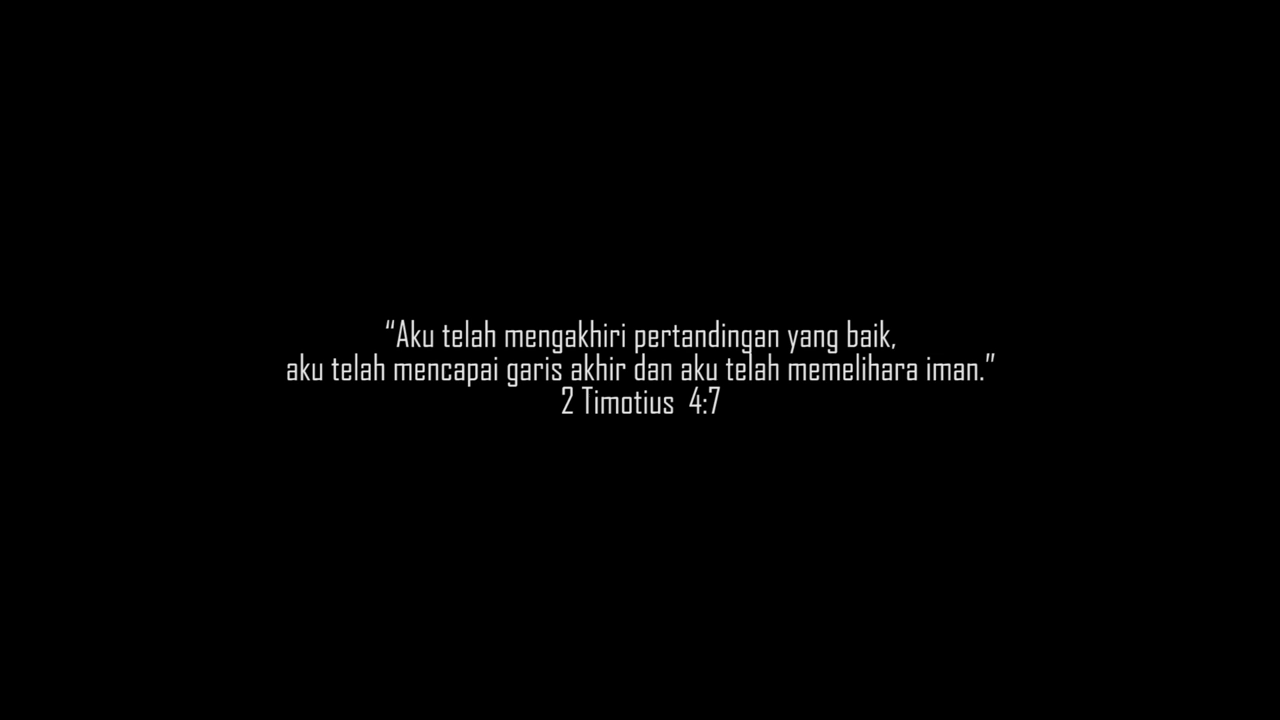 “Aku telah mengakhiri pertandingan yang baik,
aku telah mencapai garis akhir dan aku telah memelihara iman.”
2 Timotius  4:7